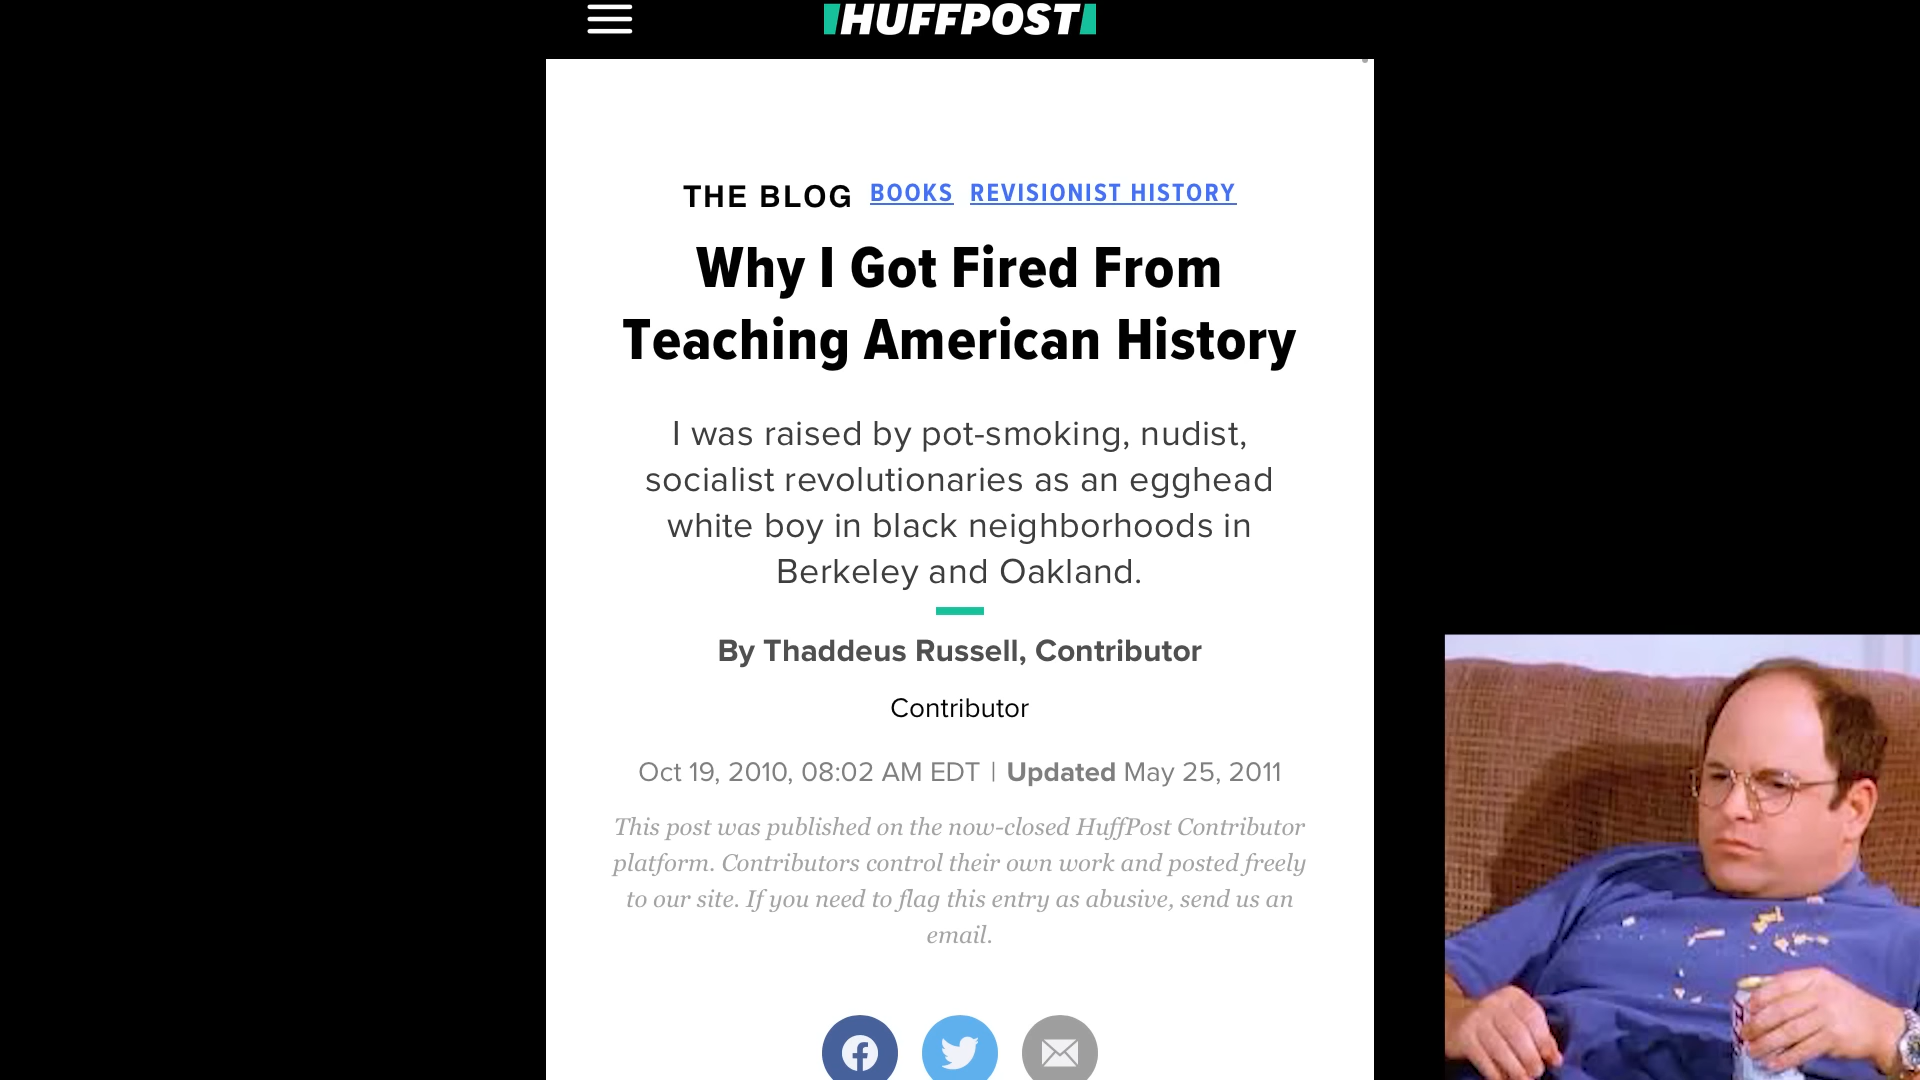 HUFFPOST
THE BLOG BOOKS REVISIONIST HISTORY
Why I Got Fired From
Teaching American History
I was raised by pot-smoking, nudist,
socialist revolutionaries as an egghead
white boy in black neighborhoods in
Berkeley and Oakland.
By Thaddeus Russell, Contributor
Contributor
Oct 19, 2010, 08:02 AM EDT | Updated May 25, 2011
This post was published on the now-closed HuffPost Contributor
platform. Contributors control their own work and posted freely
to our site. If you need to flag this entry as abusive, send us an
email.